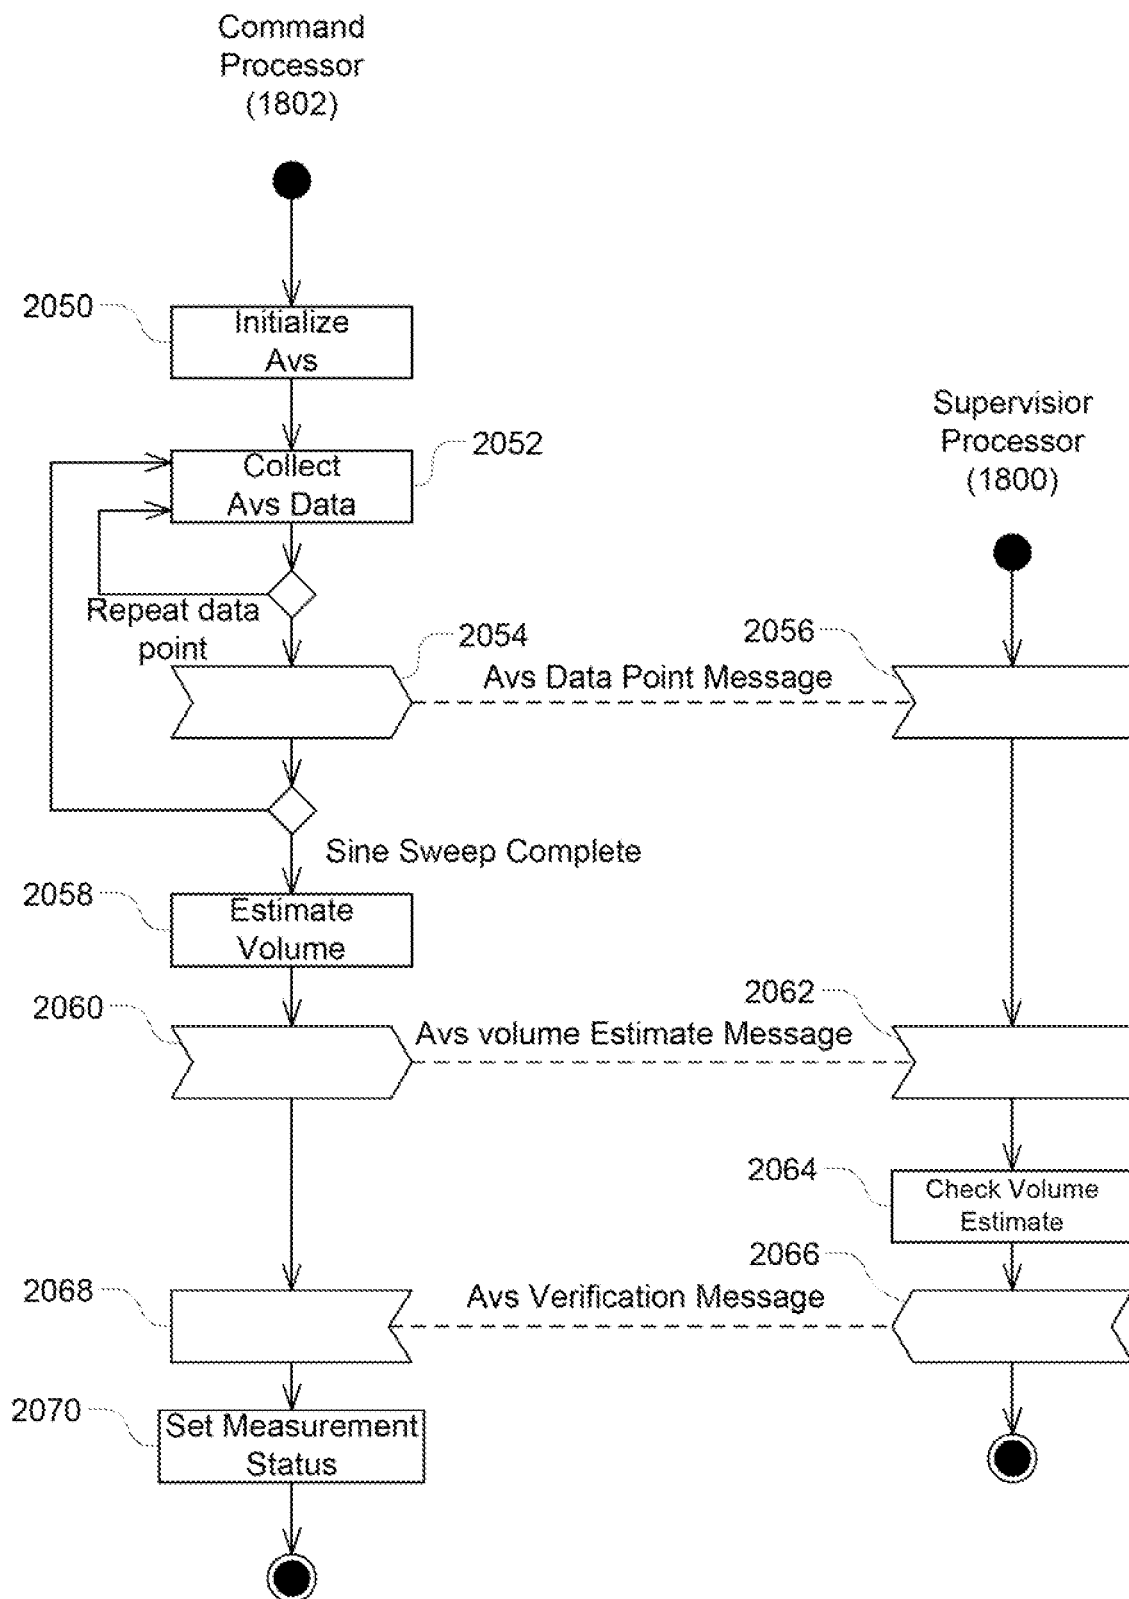 Command
Processor
(1802)
2050
Initialize
Avs
Supervisior
Processor
(1800)
2052
Collect
Avs Data
Repeat data
point
2054
2056
Avs Data Point Message
Sine Sweep Complete
2058
Estimate
Volume
2060
2062
Avs volume Estimate Message
2064
Check Volume
Estimate
2066
2068
Avs Verification Message
2070
Set Measurement
Status